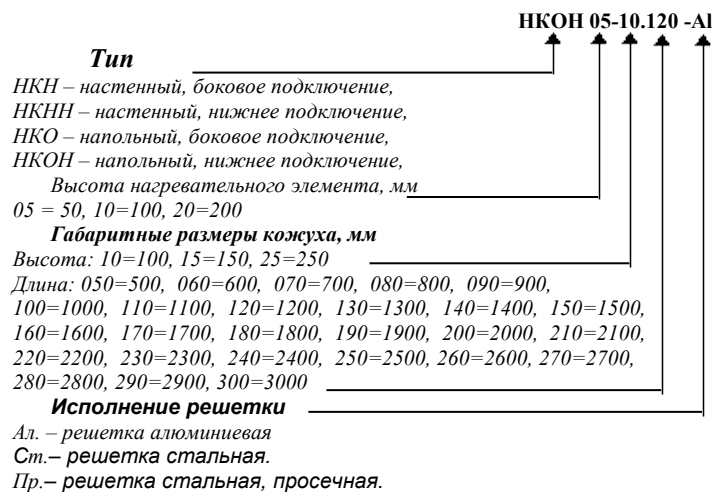 НКОН 05-10.120 -Al
Тип
НКН – настенный, боковое подключение,
НКНН – настенный, нижнее подключение,
НКО – напольный, боковое подключение,
НКОН – напольный, нижнее подключение,
Высота нагревательного элемента, мм
05 = 50, 10=100, 20=200
Габаритные размеры кожуха, мм
Высота: 10=100, 15=150, 25=250
Длина: 050=500, 060=600, 070=700, 080=800, 090=900,
100=1000, 110=1100, 120=1200, 130=1300, 140=1400, 150=1500,
160=1600, 170=1700, 180=1800, 190=1900, 200=2000, 210=2100,
220=2200, 230=2300, 240=2400, 250=2500, 260=2600, 270=2700,
280=2800, 290=2900, 300=3000
Исполнение решетки
Ал. – решетка алюминиевая
Ст.– решетка стальная.
Пр.– решетка стальная, просечная.